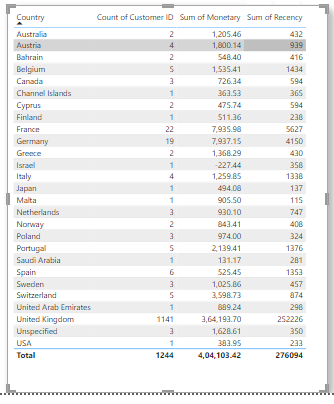 Country Count of Customer ID Sum of Monetary Sum of Recency
Australia 2 1,205.46 432
Austria 4 1,800.14 939
Bahrain 2 548.40 416
Belgium 5 1,535.41 1434
Canada 3 726.34 594
Channel Islands 1 363.53 365
Cyprus 2 475.74 594
Finland 1 511.36 238
France 22 7,935.98 5627
Germany 19 7,937.15 4150
Greece 2 1,368.29 430
Israel 1 -227.44 358
Italy 4 1,259.85 1338
Japan 1 494.08 137
Malta 1 905.50 115
Netherlands 3 930.10 747
Norway 2 843.41 408
Poland 3 974.00 324
Portugal 5 2,139.41 1376
Saudi Arabia 1 131.17 281
Spain 6 525.45 1353
Sweden 3 1,025.86 457
Switzerland 5 3,598.73 874
United Arab Emirates 1 889.24 298
United Kingdom 1141 3,64,193.70 252226
Unspecified 3 1,628.61 350
USA 1 383.95 233
Total 1244 4,04,103.42 276094